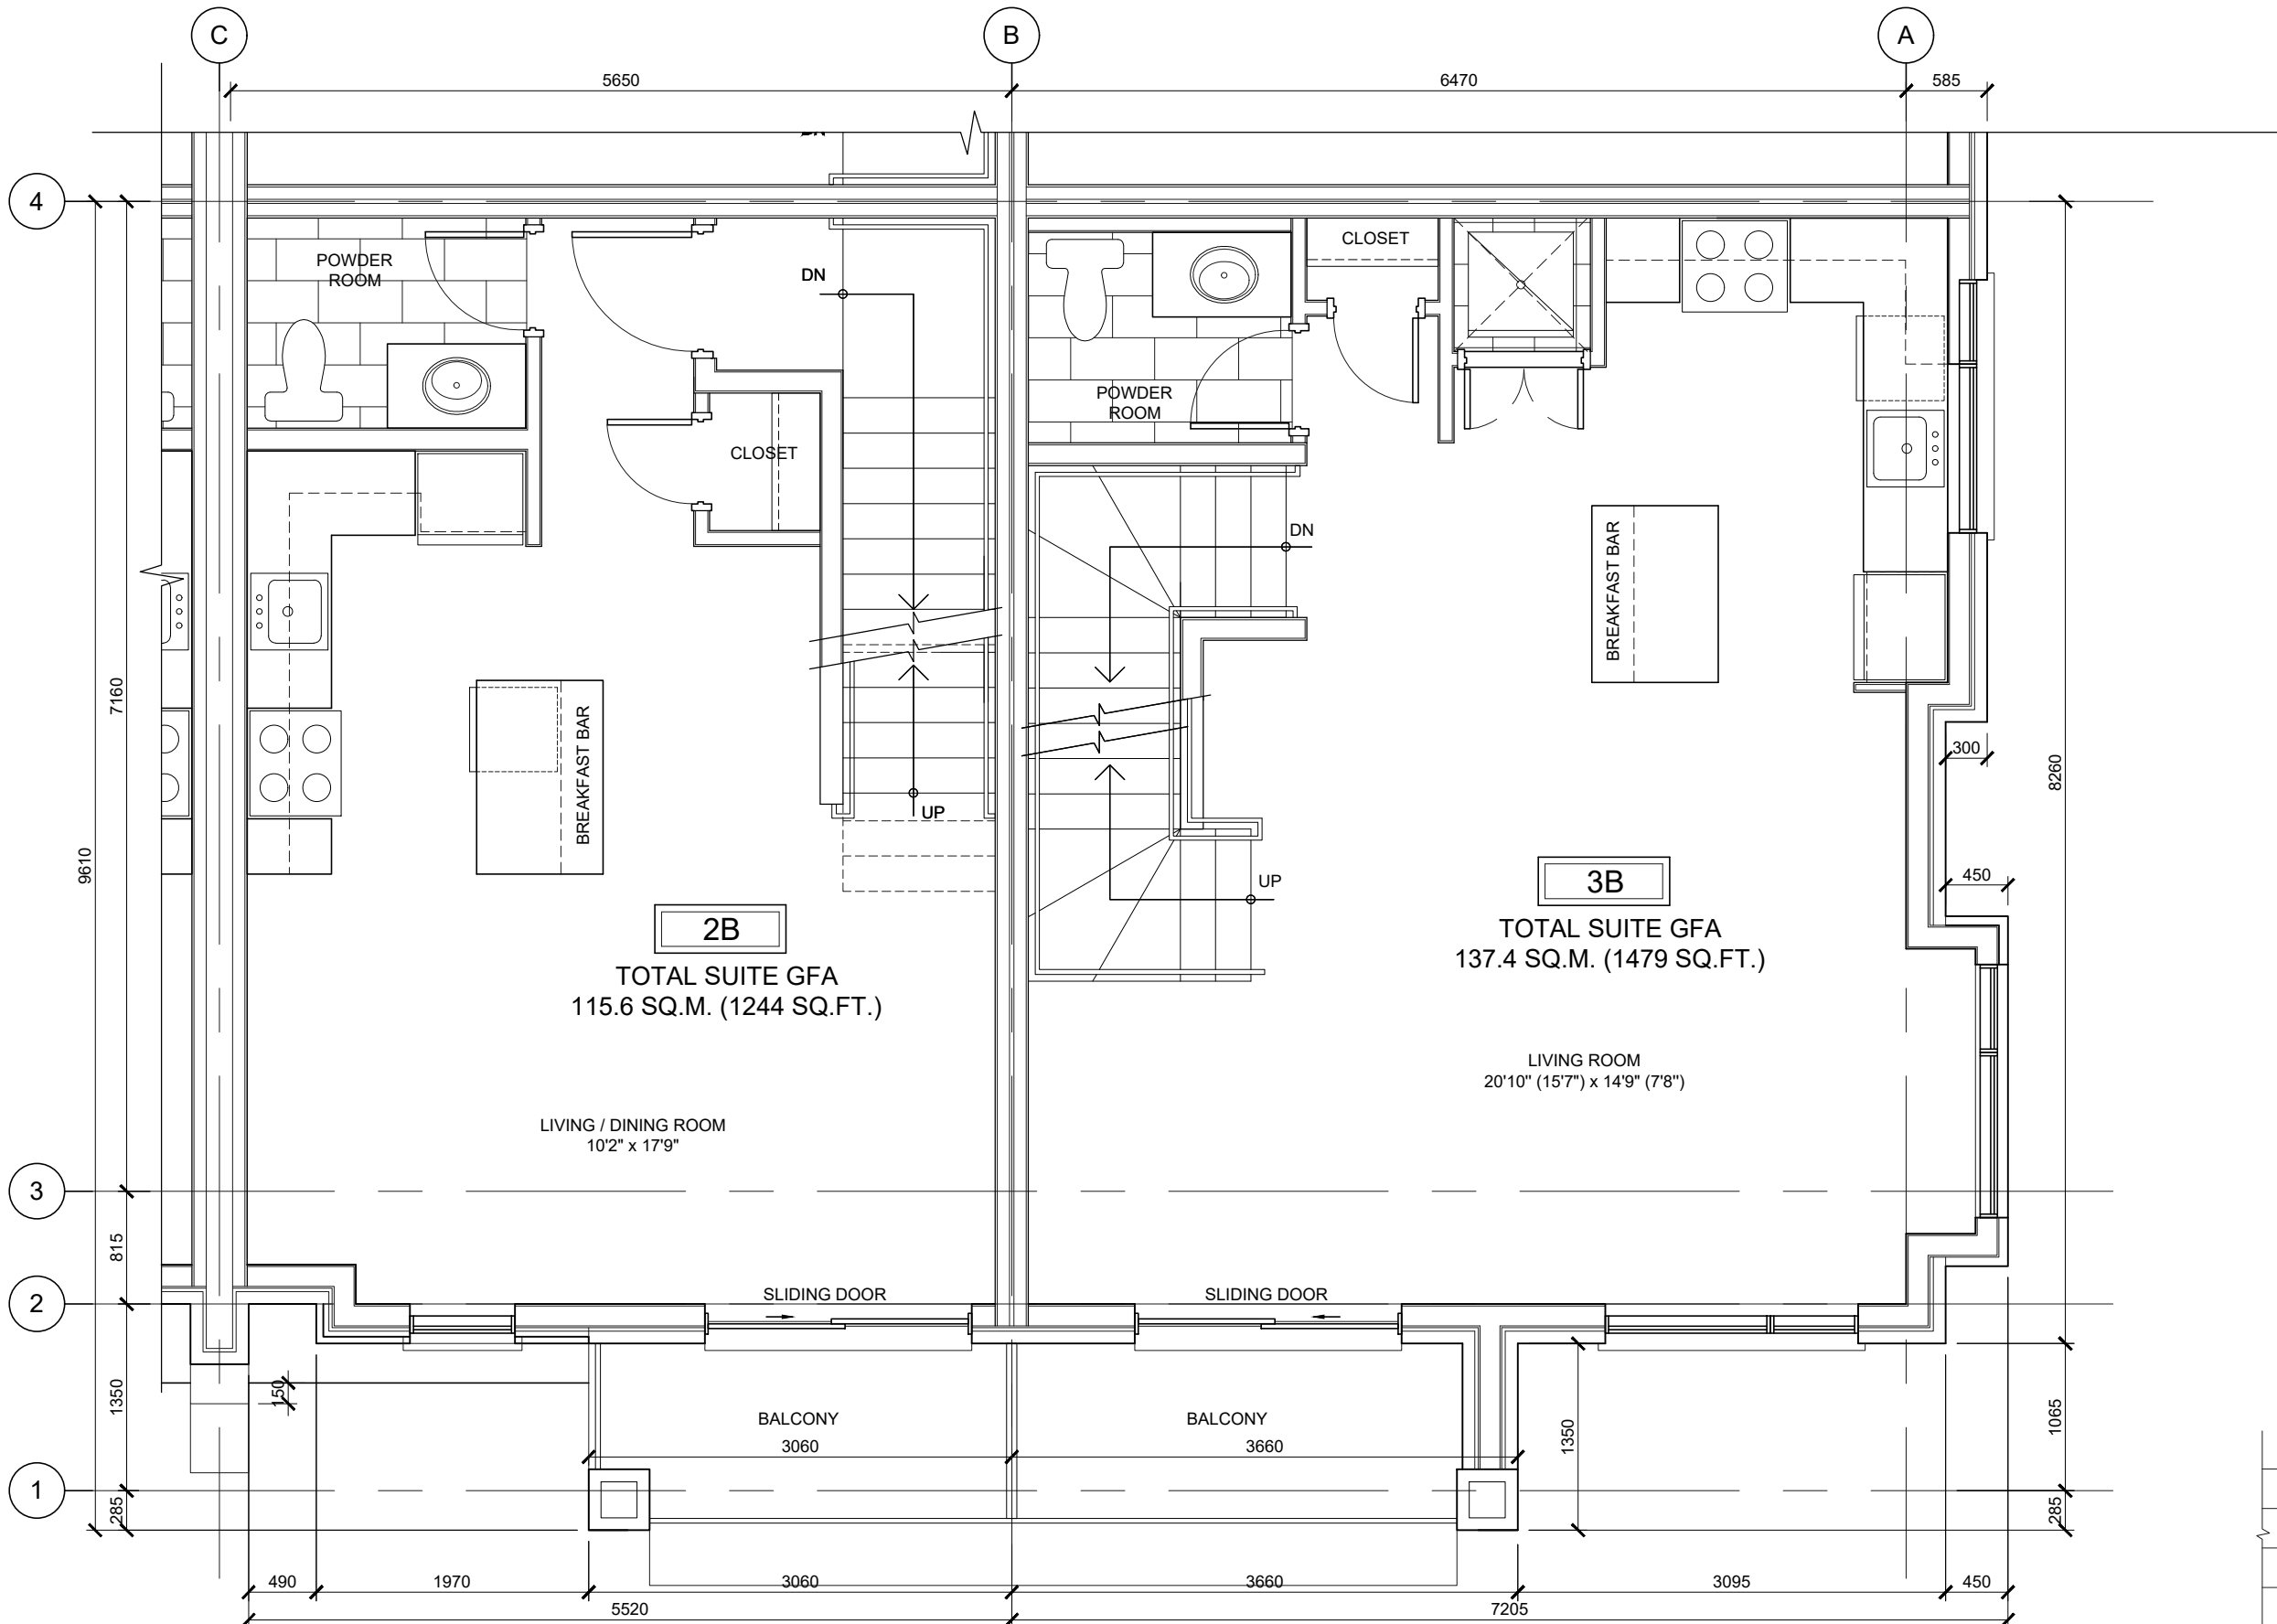 C
B
A
5650
6470
585
4
DN
POWDER
ROOM
CLOSET
DN
POWDER
ROOM
CLOSET
DN
BREAKFAST BAR
BREAKFAST BAR
7160
9610
300
8260
UP
UP
450
2B
TOTAL SUITE GFA
115.6 SQ.M. (1244 SQ.FT.)
3B
TOTAL SUITE GFA
137.4 SQ.M. (1479 SQ.FT.)
LIVING ROOM
20'10" (15'7") x 14'9" (7'8")
LIVING / DINING ROOM
10'2" x 17'9"
3
815
2
SLIDING DOOR
SLIDING DOOR
1350
150
BALCONY
BALCONY
3060
3660
1350
1065
1
285
285
490
1970
3060
3660
3095
450
5520
7205